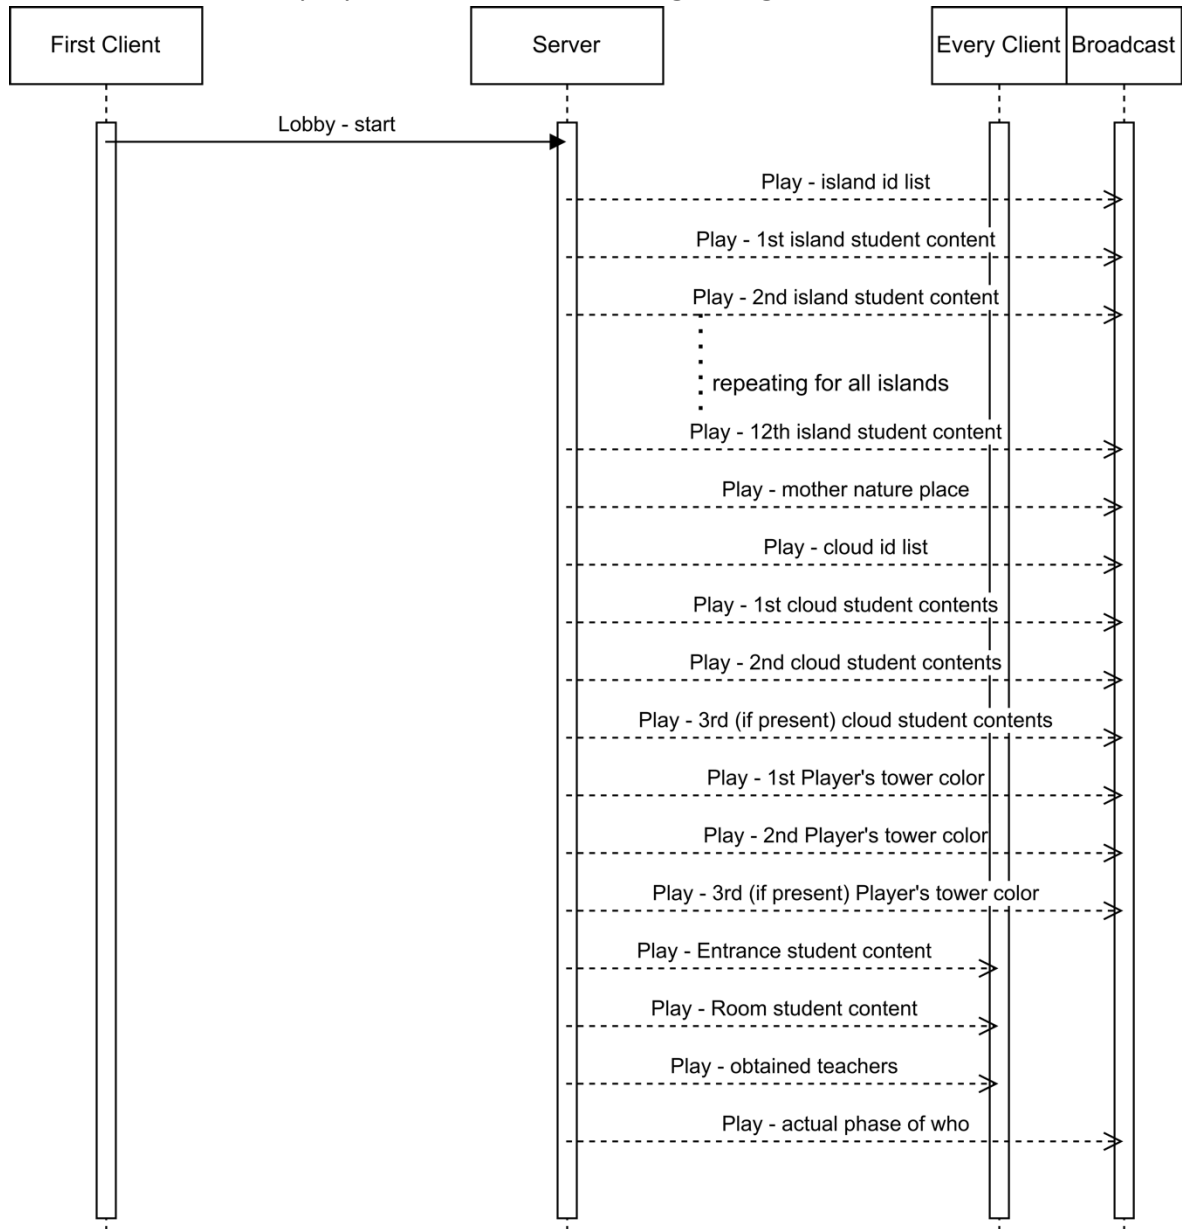 First Client
Server
Every Client
Broadcast
Lobby - start
Play - island id list
Play - 1st island student content
Play - 2nd island student content
repeating for all islands
Play - 12th island student content
Play - mother nature place
Play - cloud id list
Play - 1st cloud student contents
Play - 2nd cloud student contents
Play - 3rd (if present) cloud student contents
Play - 1st Player's tower color
Play - 2nd Player's tower color
Play - 3rd (if present) Player's tower color
Play - Entrance student content
Play - Room student content
Play - obtained teachers
Play - actual phase of who